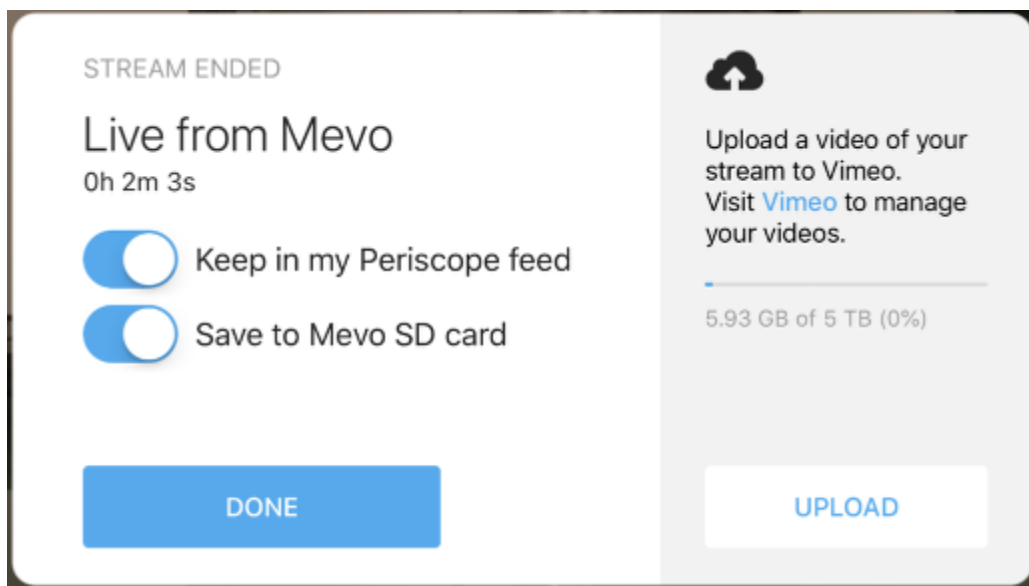 STREAM ENDED
Live from Mevo
0h 2m 3s
Keep in my Periscope feed
Save to Mevo SD card
DONE
Upload a video of your
stream to Vimeo.
Visit Vimeo to manage
your videos.
5.93 GB of 5 TB (0%)
UPLOAD